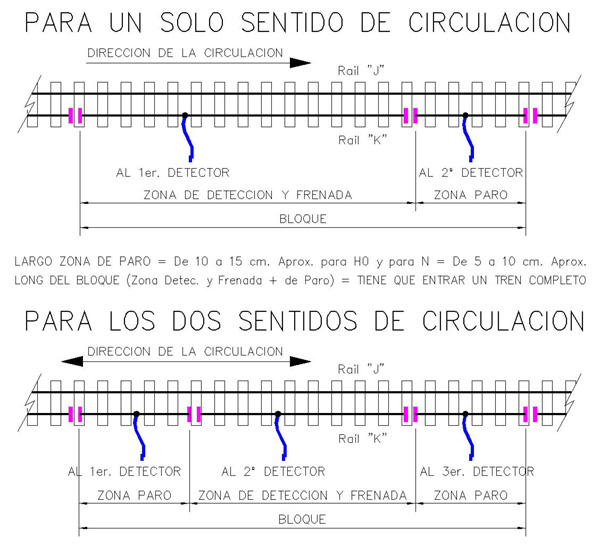 PARA UN SOLO SENTIDO DE CIRCULACION
DIRECCION DE LA CIRCULACION
Rail "J"
Rail "K"
AL 1er. DETECTOR
AL 2º DETECTOR
ZONA DE DETECCION Y FRENADA
ZONA PARO
BLOQUE
LARGO ZONA DE PARO = De 10 a 15 cm. Aprox. para H0 y para N = De 5 a 10 cm. Aprox.
LONG DEL BLOQUE (Zona Detec. y Frenada + de Paro) = TIENE QUE ENTRAR UN TREN COMPLETO
PARA LOS DOS SENTIDOS DE CIRCULACION
DIRECCION DE LA CIRCULACION
Rail "J"
Rail "K"
AL 1er. DETECTOR
AL 2º DETECTOR
AL 3er. DETECTOR
ZONA PARO
ZONA DE DETECCION Y FRENADA
ZONA PARO
BLOQUE